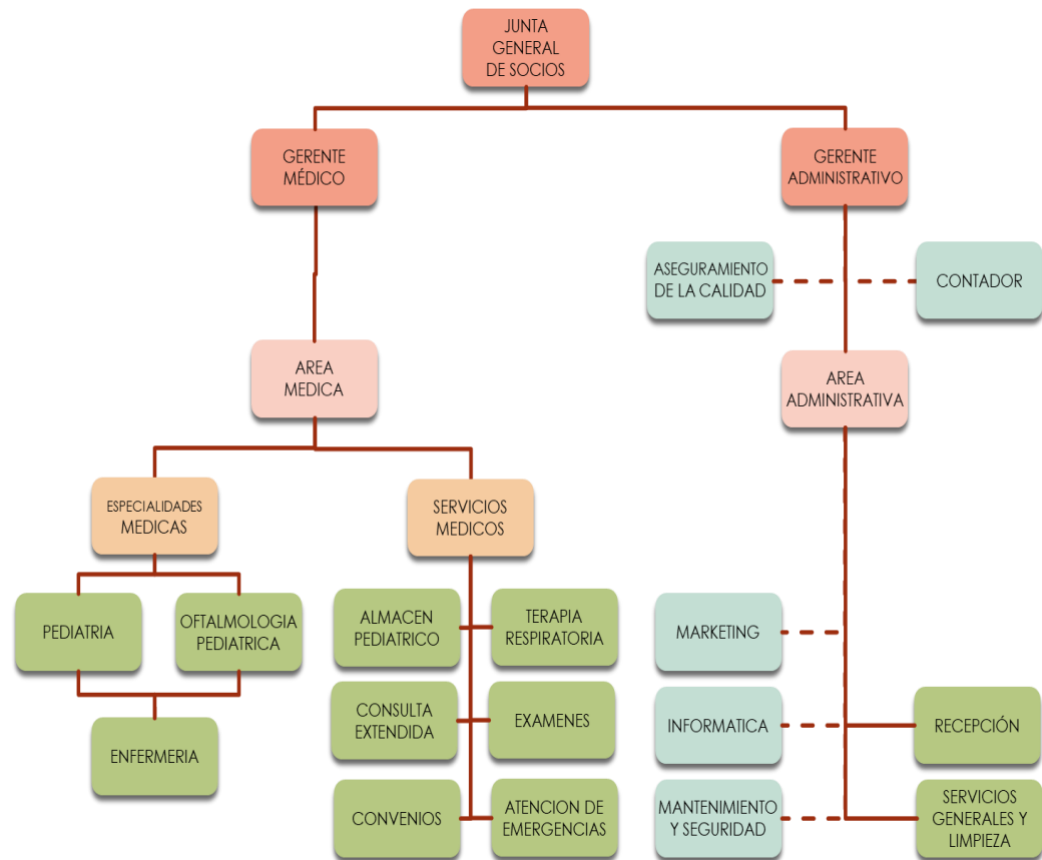 JUNTA
GENERAL
DE SOCIOS
GERENTE
MÉDICO
GERENTE
ADMINISTRATIVO
ASEGURAMIENTO
DE LA CALIDAD
CONTADOR
AREA
MEDICA
AREA
ADMINISTRATIVA
ESPECIALIDADES
MEDICAS
SERVICIOS
MEDICOS
PEDIATRIA
OFTALMOLOGIA
PEDIATRICA
ENFERMERIA
ALMACEN
PEDIATRICO
TERAPIA
RESPIRATORIA
CONSULTA
EXTENDIDA
EXAMENES
CONVENIOS
ATENCION DE
EMERGENCIAS
MARKETING
INFORMATICA
RECEPCIÓN
MANTENIMIENTO
Y SEGURIDAD
SERVICIOS
GENERALES Y
LIMPIEZA